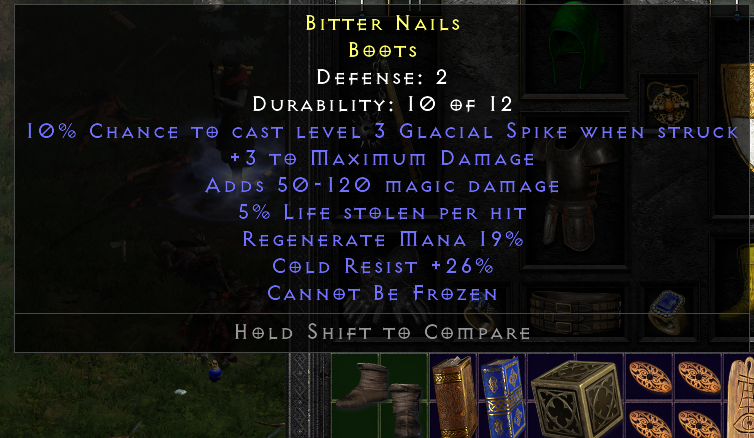 Bitter Nails
Boots
Defense: 2
Durability: 10 of 12
10% Chance to cast level 3 Glacial Spike when struck
+3 to Maximum Damage
Adds 50-120 magic damage
5% Life stolen per hit
Regenerate Mana 19%
Cold Resist +26%
Cannot Be Frozen
Hold Shift to Compare